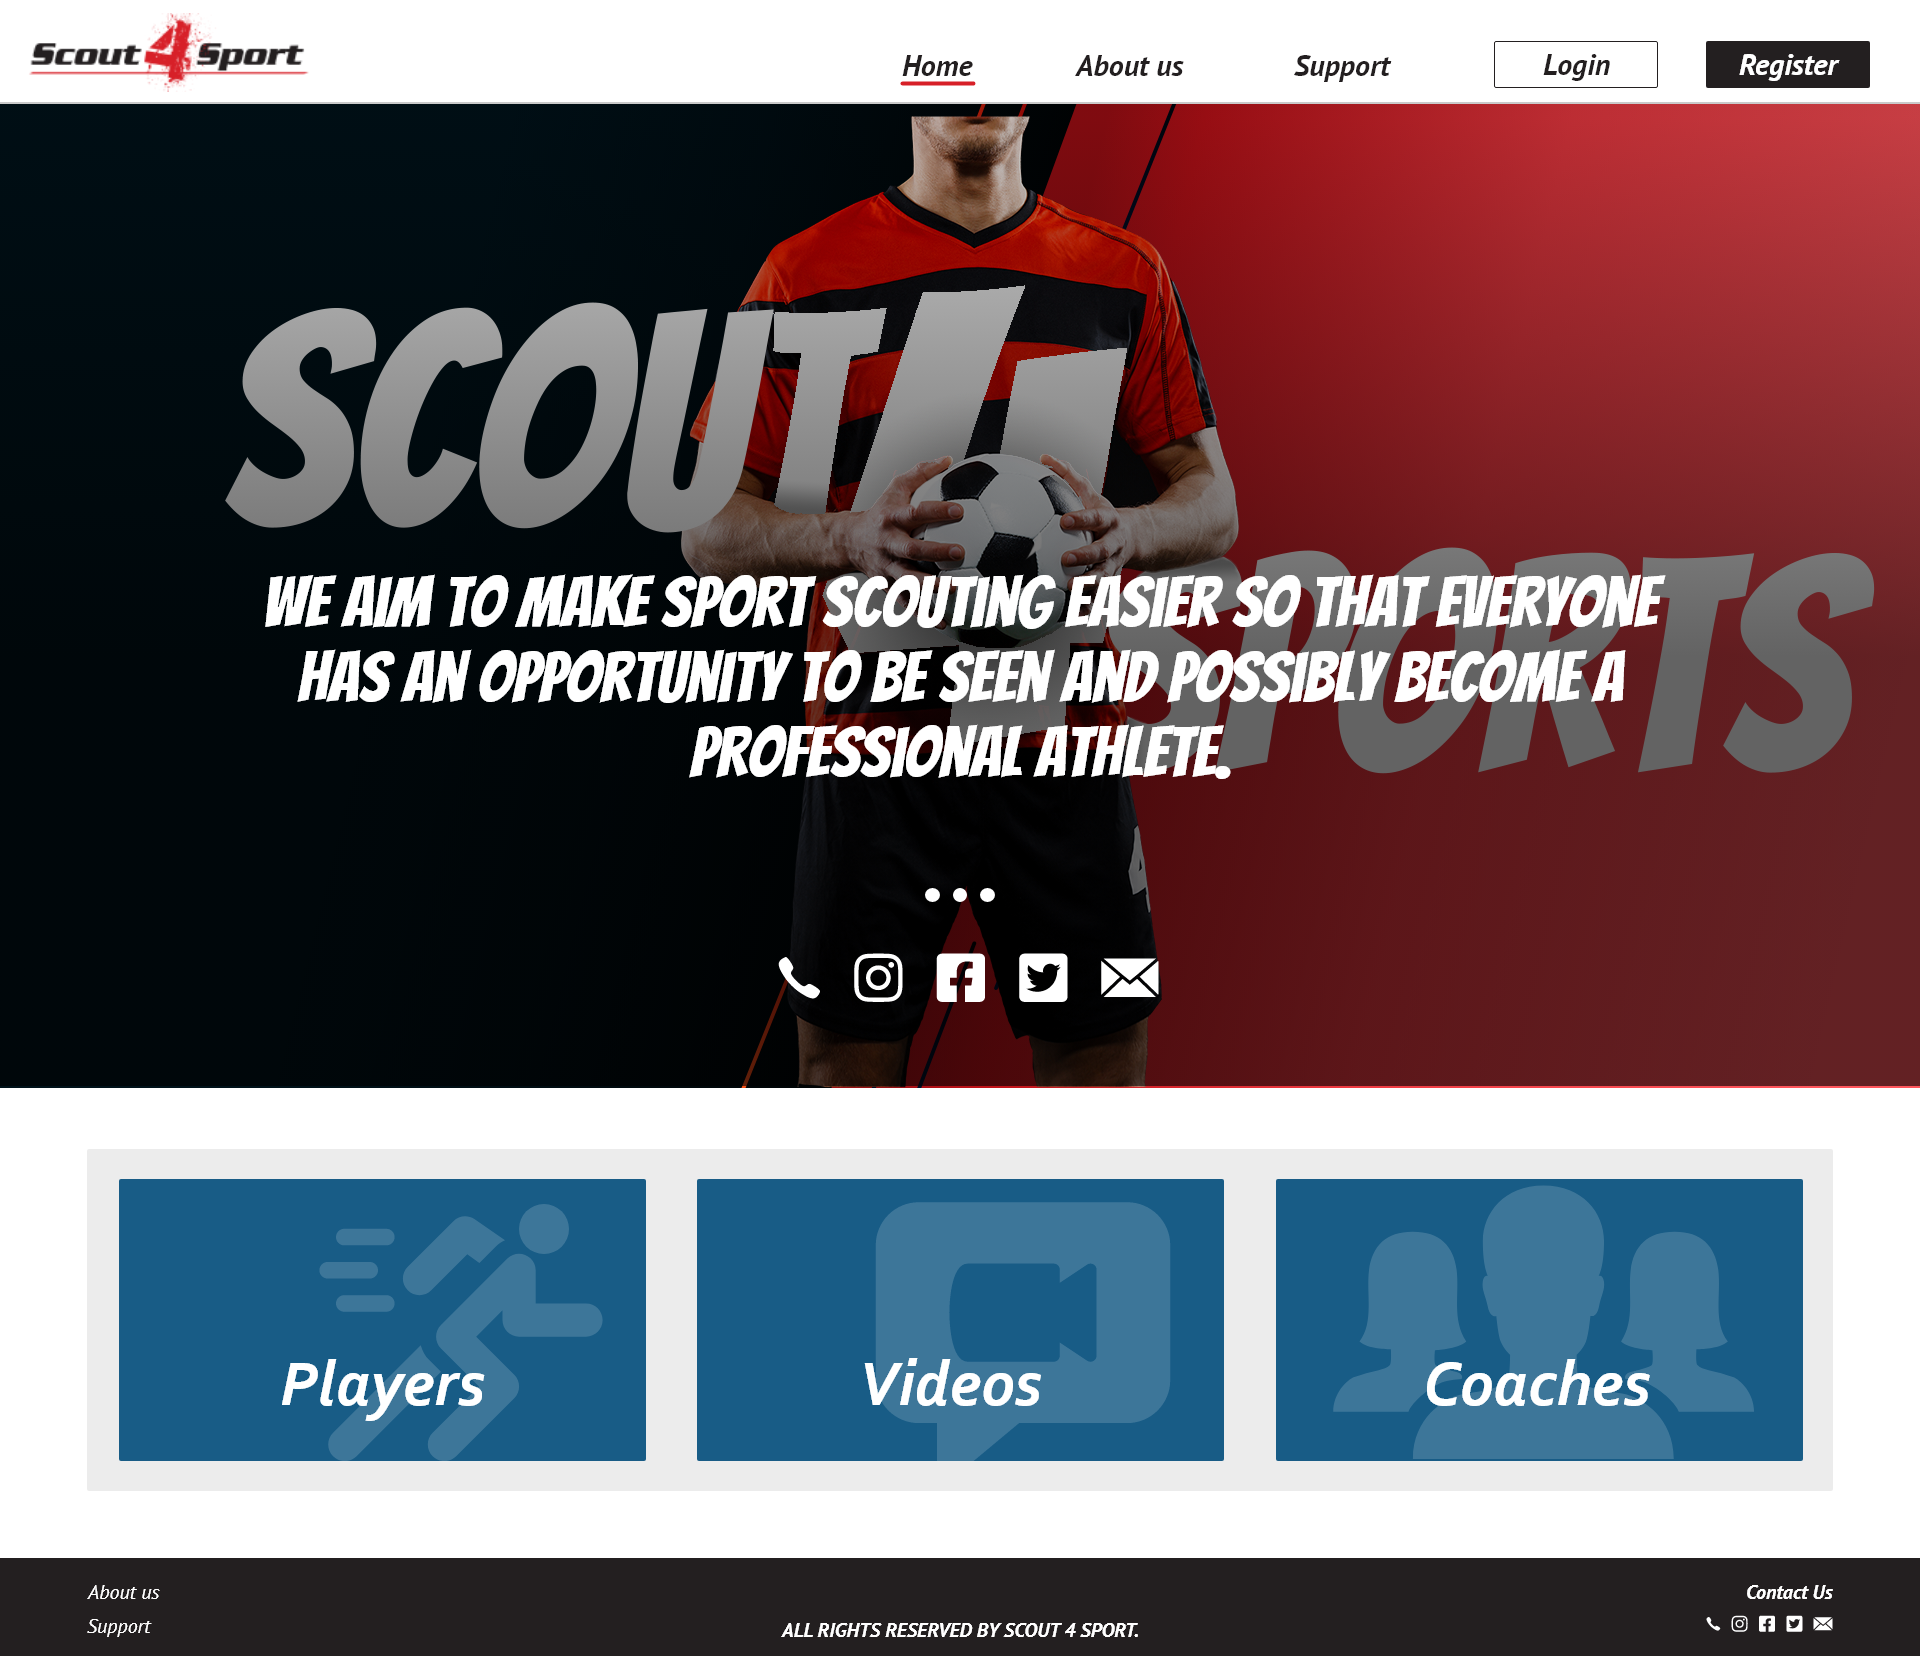 Scout 4 Sport
Home
About us
Support
Login
Register
SCOUT 4
SPORTS
WE AIM TO MAKE SPORT SCOUTING EASIER SO THAT EVERYONE
HAS AN OPPORTUNITY TO BE SEEN AND POSSIBLY BECOME A
PROFESSIONAL ATHLETE.
4
Players
Videos
Coaches
About us
Support
ALL RIGHTS RESERVED BY SCOUT 4 SPORT.
Contact Us